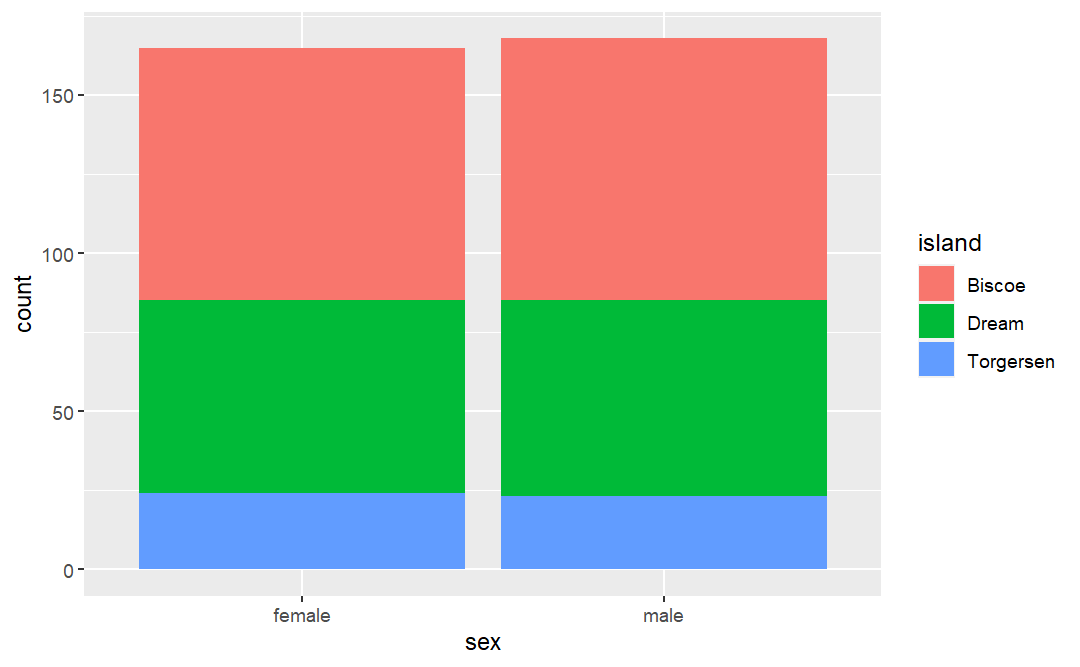 150
100
50
0
count
female
male
sex
island
Biscoe
Dream
Torgersen